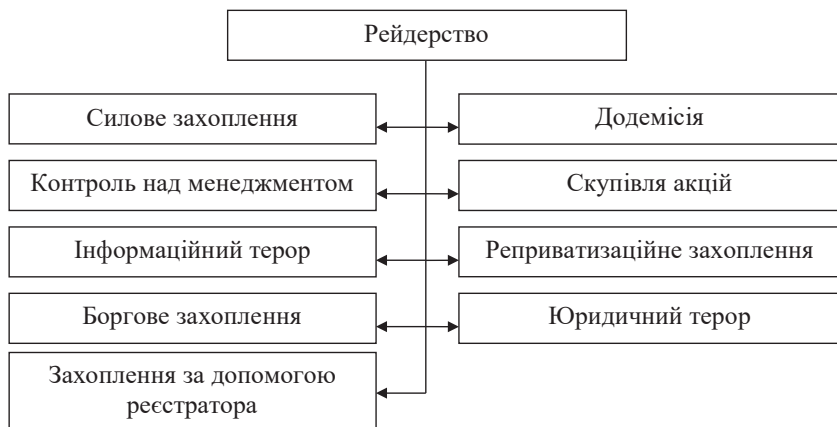 Рейдерство
Силове захоплення
Додемісія
Контроль над менеджментом
Скупівля акцій
Інформаційний терор
Реприватизаційне захоплення
Боргове захоплення
Юридичний терор
Захоплення за допомогою
реєстратора